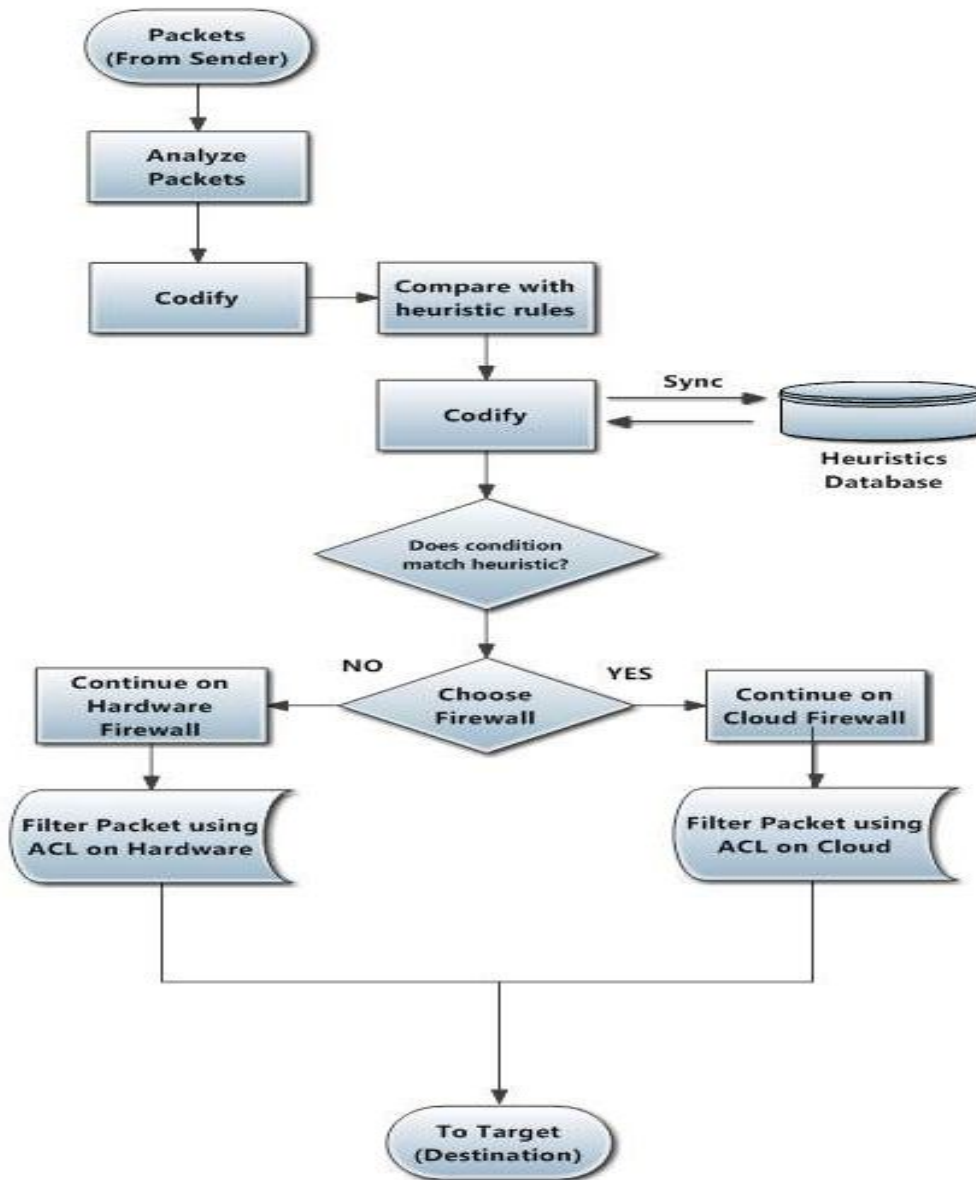 Packets
(From Sender)
Analyze
Packets
Codify
Compare with
heuristic rules
Codify
Sync
Heuristics
Database
Does condition
match heuristic?
NO
YES
Continue on
Hardware
Firewall
Choose
Firewall
Continue on
Cloud Firewall
Filter Packet using
ACL on Hardware
Filter Packet using
ACL on Cloud
To Target
(Destination)